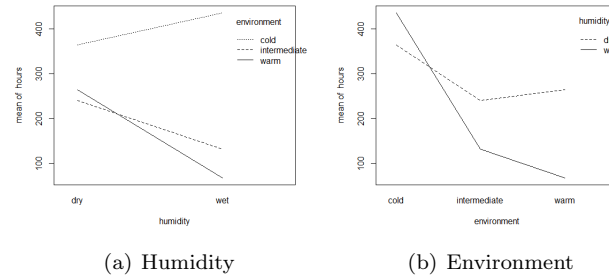 environment
cold
intermediate
warm
mean of hours
400
300
200
100
dry
wet
humidity
(a) Humidity
humidity
d
w
mean of hours
400
300
200
100
cold
intermediate
warm
environment
(b) Environment